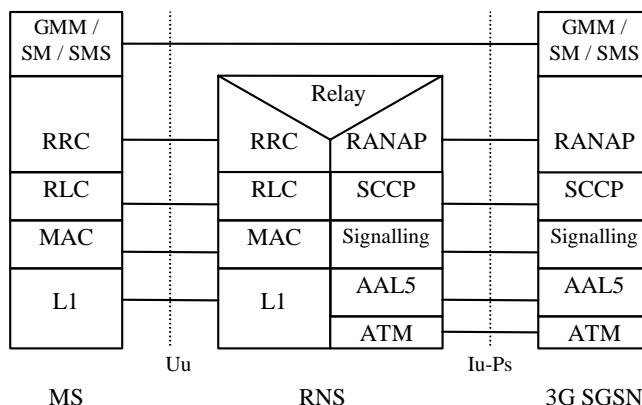 GMM /
SM / SMS
GMM /
SM / SMS
Relay
RRC
RRC
RANAP
RANAP
RLC
RLC
SCCP
SCCP
MAC
MAC
Signalling
Signalling
L1
L1
AAL5
AAL5
ATM
ATM
Uu
Iu-Ps
MS
RNS
3G SGSN